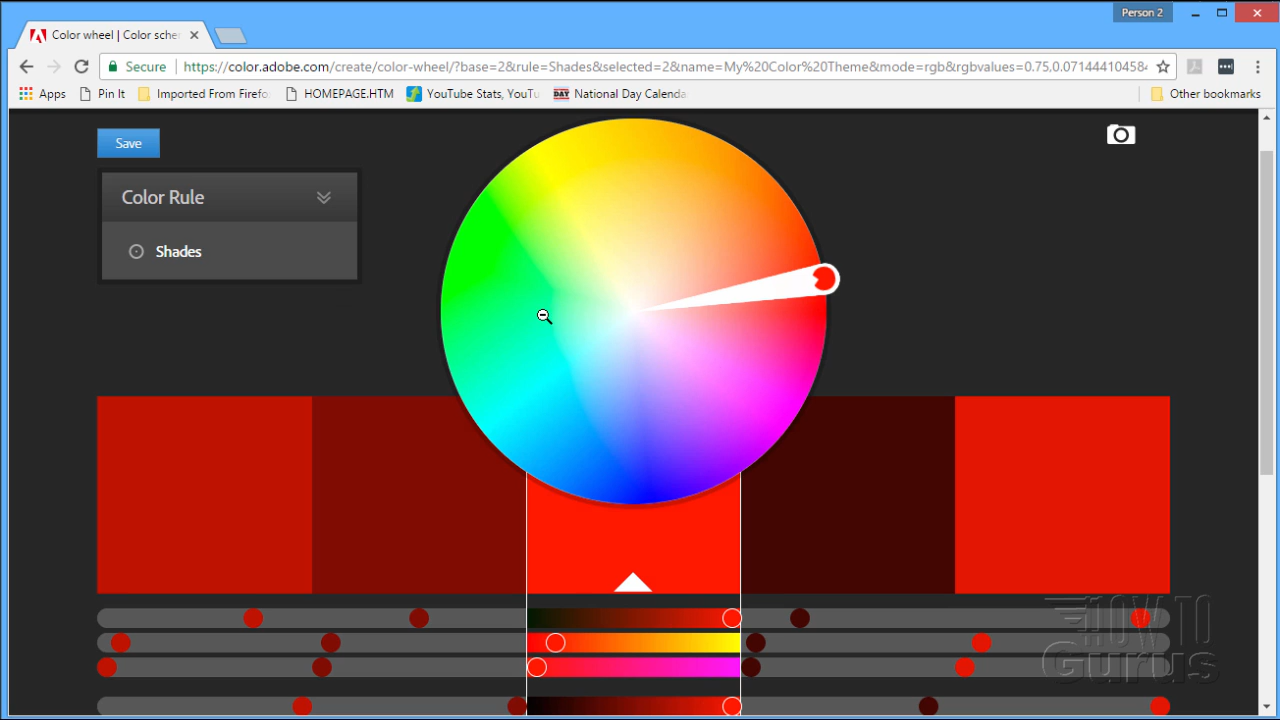 Person 2
Color wheel | Color sche
Secure
https://color.adobe.com/create/color-wheel/?base=2&rule=Shades&selected=2&name=My%20Color%20Theme&mode=rgb&rgbvalues=0.75,0.071444104584
Apps
Pin It
Imported From Firefo
HOMEPAGE.HTM
YouTube Stats, YouTu
DAY
National Day Calenda
Other bookmarks
Save
Color Rule
Shades
HOW TO
Gurus